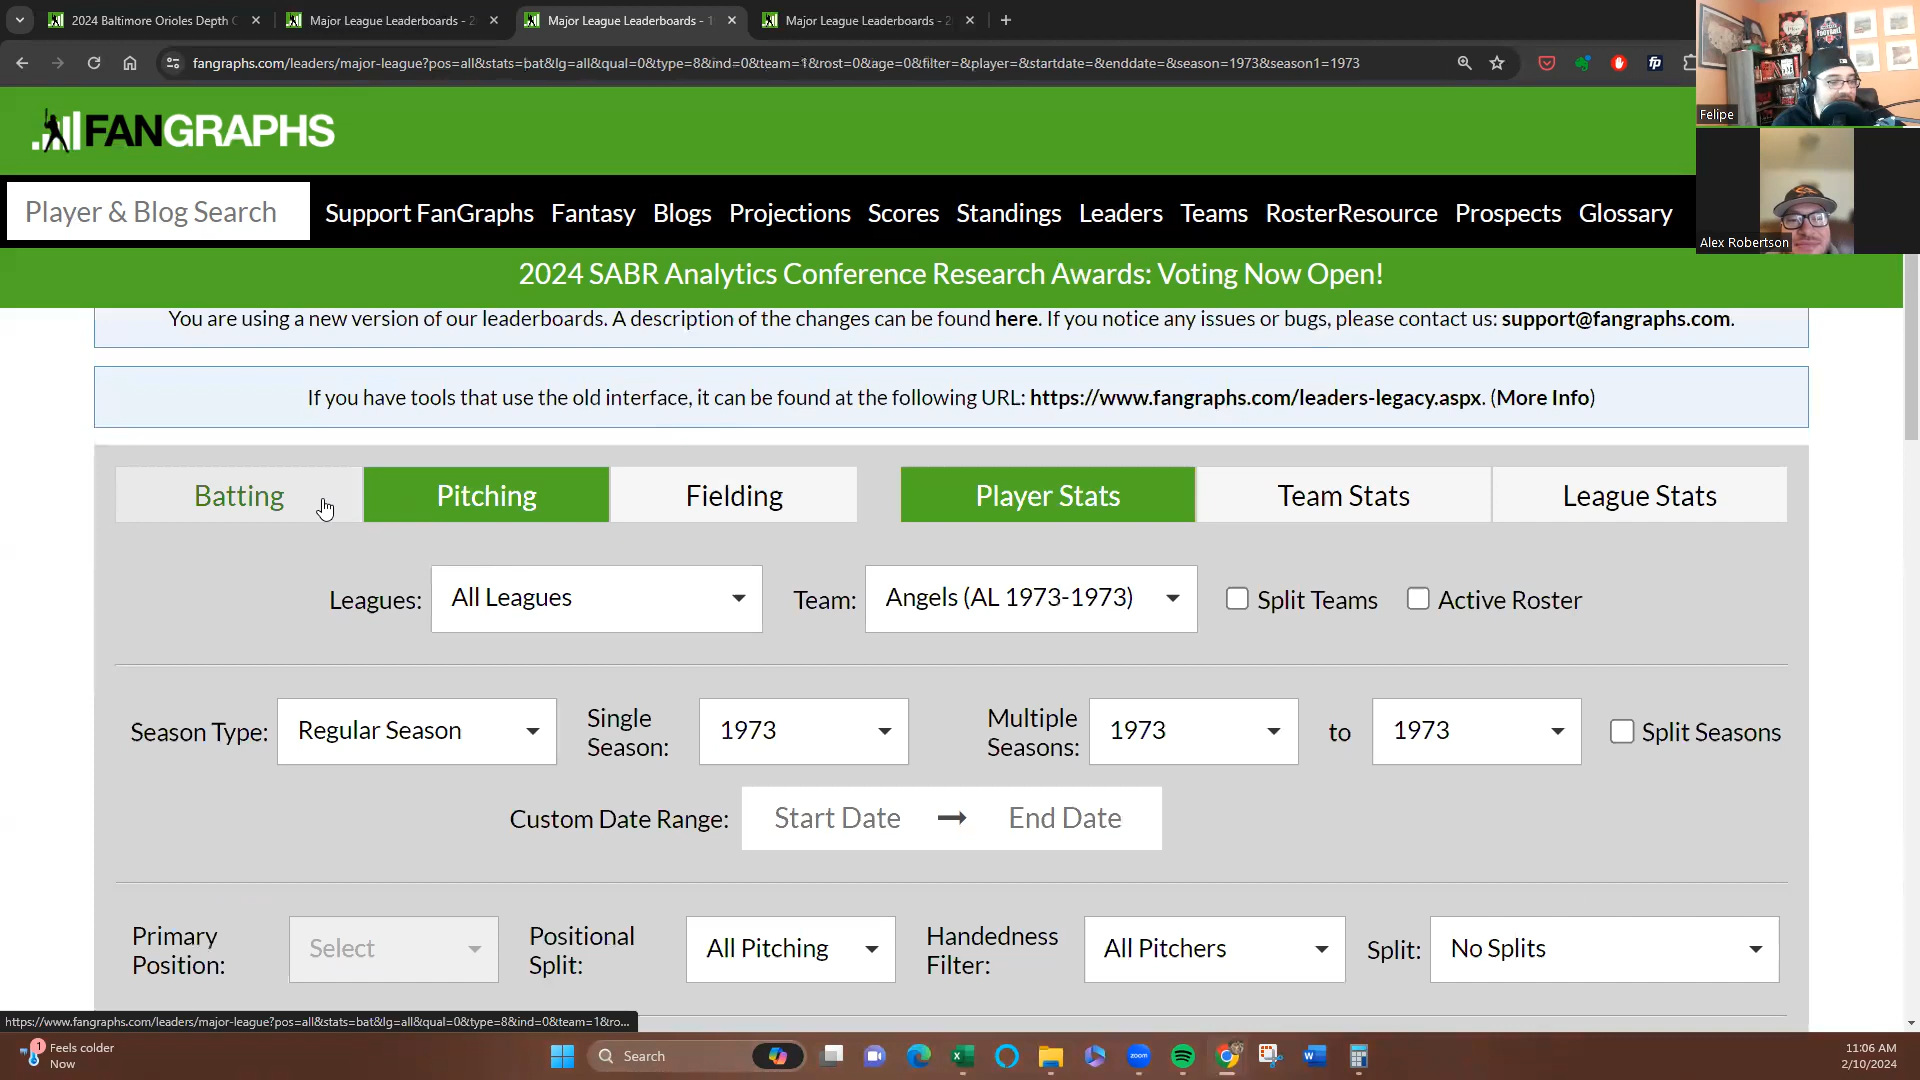 2024 Baltimore Orioles Depth C
Major League Leaderboards - 2
Major League Leaderboards - 1
Major League Leaderboards - 2
fangraphs.com/leaders/major-league?pos=all&stats=bat&lg=all&qual=0&type=8&ind=0&team=1&rost=0&age=0&filter=&player=&startdate=&enddate=&season=1973&season1=1973
fp
Felipe
Alex Robertson
FANGRAPHS
Player & Blog Search
Support FanGraphs Fantasy Blogs Projections Scores Standings Leaders Teams RosterResource Prospects Glossary
2024 SABR Analytics Conference Research Awards: Voting Now Open!
You are using a new version of our leaderboards. A description of the changes can be found here. If you notice any issues or bugs, please contact us: support@fangraphs.com.
If you have tools that use the old interface, it can be found at the following URL: https://www.fangraphs.com/leaders-legacy.aspx. (More Info)
Batting Pitching Fielding Player Stats Team Stats League Stats
Leagues: All Leagues Team: Angels (AL 1973-1973) Split Teams Active Roster
Season Type: Regular Season Single Season: 1973 Multiple Seasons: 1973 to 1973 Split Seasons
Custom Date Range: Start Date End Date
Primary Position: Select Positional Split: All Pitching Handedness Filter: All Pitchers Split: No Splits
https://www.fangraphs.com/leaders/major-league?pos=all&stats=bat&lg=all&qual=0&type=8&ind=0&team=1&ro...
1
Feels colder
Now
Search
zoom
11:06 AM
2/10/2024